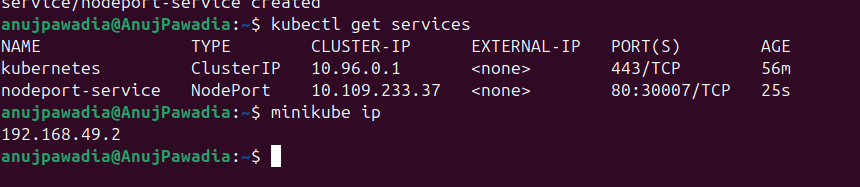 service/nodeport-service created
anujpawadia@AnujPawadia:~$ kubectl get services
NAME TYPE CLUSTER-IP EXTERNAL-IP PORT(S) AGE
kubernetes ClusterIP 10.96.0.1 <none> 443/TCP 56m
nodeport-service NodePort 10.109.233.37 <none> 80:30007/TCP 25s
anujpawadia@AnujPawadia:~$ minikube ip
192.168.49.2
anujpawadia@AnujPawadia:~$